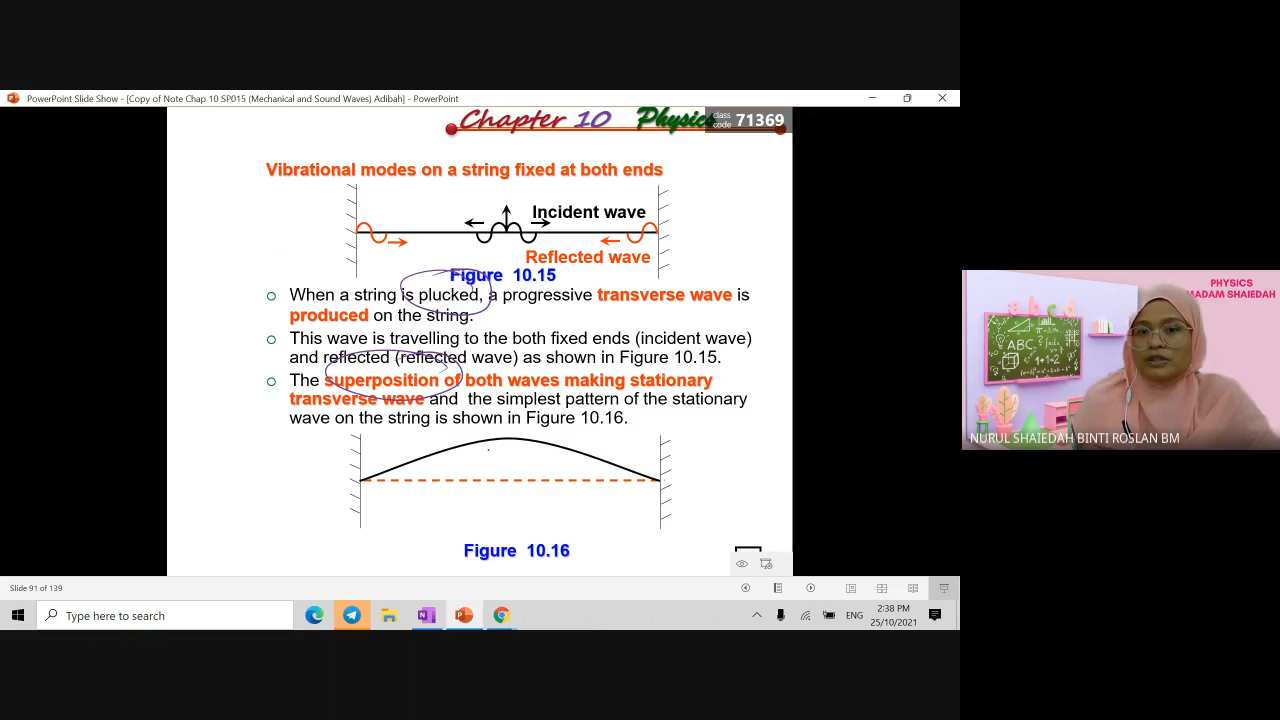 PowerPoint Slide Show - [Copy of Note Chap 10 SP015 (Mechanical and Sound Waves) Adibah] - PowerPoint
Chapter 10 Physics
class code 71369
Vibrational modes on a string fixed at both ends
Incident wave
Reflected wave
Figure 10.15
When a string is plucked, a progressive transverse wave is
produced on the string.
This wave is travelling to the both fixed ends (incident wave)
and reflected (reflected wave) as shown in Figure 10.15.
The superposition of both waves making stationary
transverse wave and the simplest pattern of the stationary
wave on the string is shown in Figure 10.16.
Figure 10.16
Slide 91 of 139
Type here to search
ENG
2:38 PM
25/10/2021
PHYSICS
MADAM SHAIEDAH
a b c d
ABC
1+1=2
NURUL SHAIEDAH BINTI ROSLAN BM